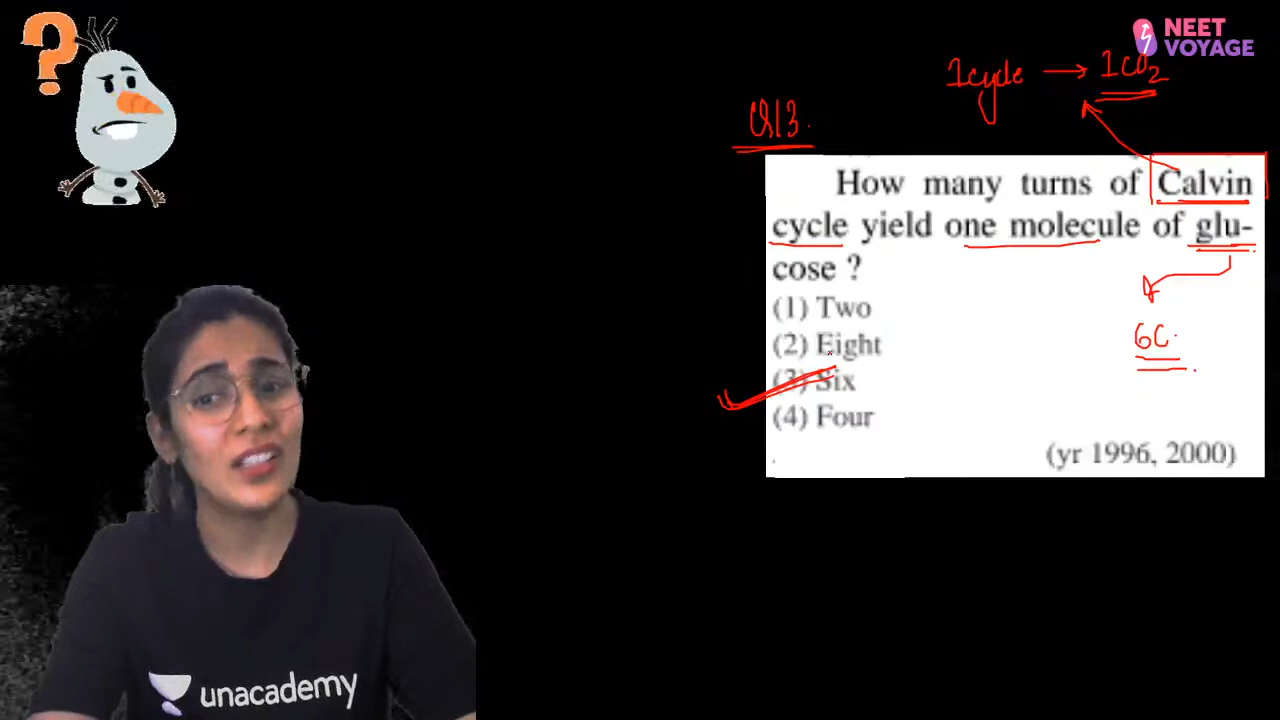 ?
NEET
VOYAGE
1cycle → 1CO2
Q13.
How many turns of Calvin
cycle yield one molecule of glu-
cose ?
6C.
(1) Two
(2) Eight
(3) Six
(4) Four
(yr 1996, 2000)
unacademy